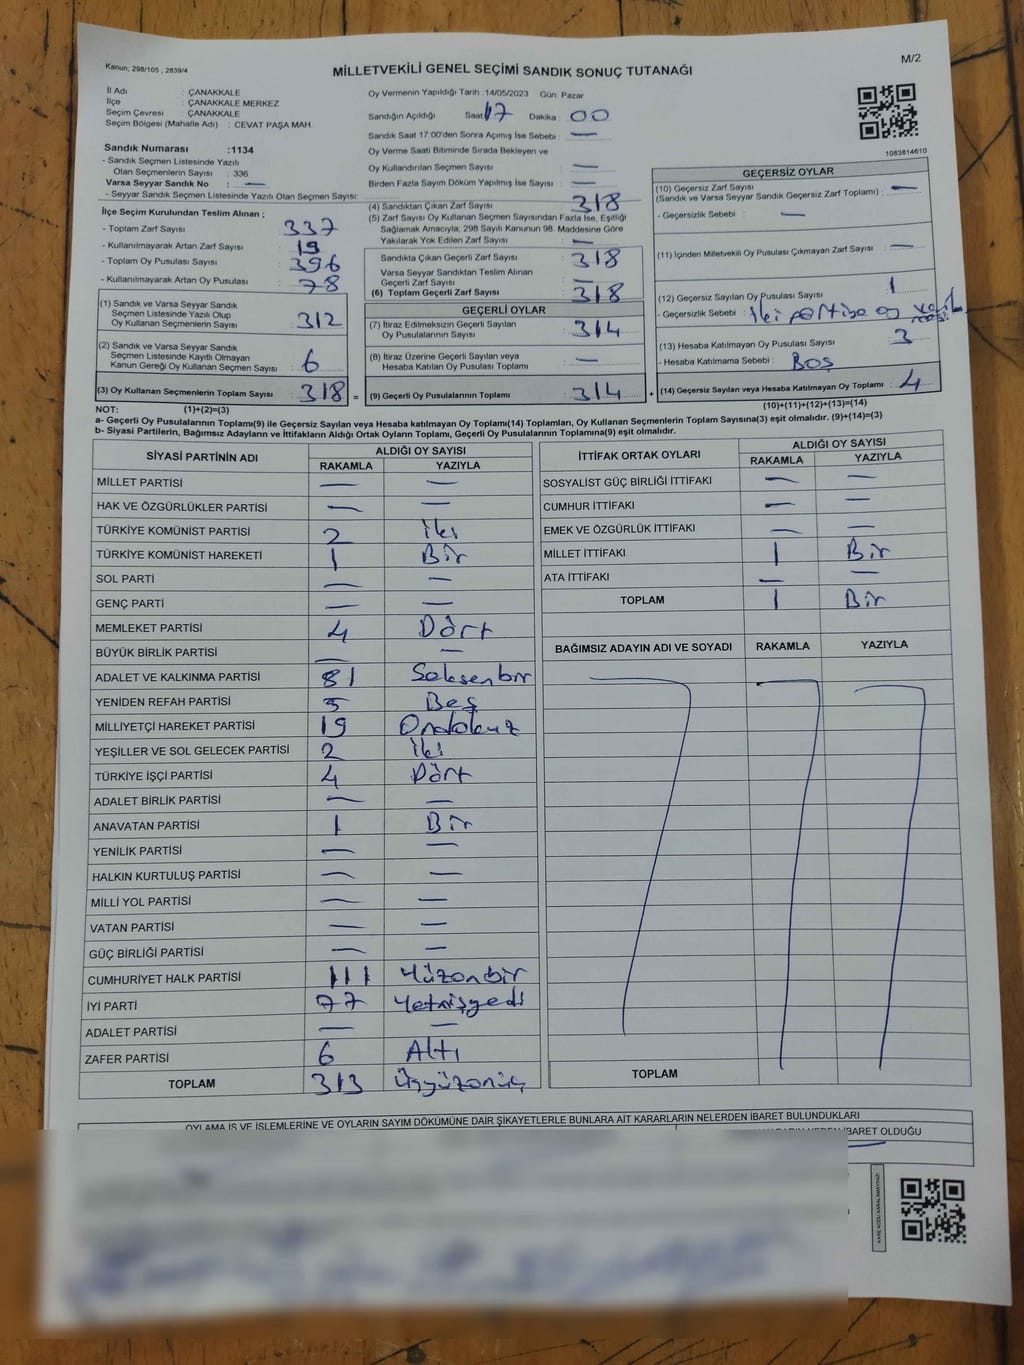 Kanun; 298/105 , 2839/4
M/2
MİLLETVEKİLİ GENEL SEÇİMİ SANDIK SONUÇ TUTANAĞI
İl Adı : ÇANAKKALE
İlçe : ÇANAKKALE MERKEZ
Seçim Çevresi : ÇANAKKALE
Seçim Bölgesi (Mahalle Adı) : CEVAT PAŞA MAH.
Sandık Numarası :1134
- Sandık Seçmen Listesinde Yazılı
Olan Seçmenlerin Sayısı : 336
Varsa Seyyar Sandık No : —
- Seyyar Sandık Seçmen Listesinde Yazılı Olan Seçmen Sayısı:
İlçe Seçim Kurulundan Teslim Alınan ;
- Toplam Zarf Sayısı : 337
- Kullanılmayarak Artan Zarf Sayısı : 19
- Toplam Oy Pusulası Sayısı : 396
- Kullanılmayarak Artan Oy Pusulası : 78
(1) Sandık ve Varsa Seyyar Sandık
Seçmen Listesinde Yazılı Olup
Oy Kullanan Seçmenlerin Sayısı : 312
(2) Sandık ve Varsa Seyyar Sandık
Seçmen Listesinde Kayıtlı Olmayan
Kanun Gereği Oy Kullanan Seçmen Sayısı : 6
(3) Oy Kullanan Seçmenlerin Toplam Sayısı : 318 =
Oy Vermenin Yapıldığı Tarih :14/05/2023 Gün: Pazar
Sandığın Açıldığı Saat: 17 Dakika : 00
Sandık Saat 17:00'den Sonra Açımış İse Sebebi : —
Oy Verme Saati Bitiminde Sırada Bekleyen ve
Oy Kullandırılan Seçmen Sayısı : —
Birden Fazla Sayım Döküm Yapılmış İse Sayısı : —
(4) Sandıktan Çıkan Zarf Sayısı : 318
(5) Zarf Sayısı Oy Kullanan Seçmen Sayısından Fazla İse, Eşitliği
Sağlamak Amacıyla, 298 Sayılı Kanunun 98. Maddesine Göre
Yakılarak Yok Edilen Zarf Sayısı : —
Sandıkta Çıkan Geçerli Zarf Sayısı : 318
Varsa Seyyar Sandıktan Teslim Alınan
Geçerli Zarf Sayısı : —
(6) Toplam Geçerli Zarf Sayısı : 318
GEÇERLİ OYLAR
(7) İtiraz Edilmeksizin Geçerli Sayılan
Oy Pusulalarının Sayısı : 314
(8) İtiraz Üzerine Geçerli Sayılan veya
Hesaba Katılan Oy Pusulası Toplamı : —
(9) Geçerli Oy Pusulalarının Toplamı : 314 +
1083814610
GEÇERSİZ OYLAR
(10) Geçersiz Zarf Sayısı
(Sandık ve Varsa Seyyar Sandık Geçersiz Zarf Toplamı) : —
- Geçersizlik Sebebi : —
(11) İçinden Milletvekili Oy Pusulası Çıkmayan Zarf Sayısı : —
(12) Geçersiz Sayılan Oy Pusulası Sayısı : 1
- Geçersizlik Sebebi : iki partiye oy
(13) Hesaba Katılmayan Oy Pusulası Sayısı : 3
- Hesaba Katılmama Sebebi : Boş
(14) Geçersiz Sayılan veya Hesaba Katılmayan Oy Toplamı : 4
NOT: (1)+(2)=(3)
(10)+(11)+(12)+(13)=(14)
a- Geçerli Oy Pusulalarının Toplamı(9) ile Geçersiz Sayılan veya Hesaba katılmayan Oy Toplamı(14) Toplamları, Oy Kullanan Seçmenlerin Toplam Sayısına(3) eşit olmalıdır. (9)+(14)=(3)
b- Siyasi Partilerin, Bağımsız Adayların ve İttifakların Aldığı Ortak Oyların Toplamı, Geçerli Oy Pusulalarının Toplamına(9) eşit olmalıdır.
SİYASİ PARTİNİN ADI ALDIĞI OY SAYISI
RAKAMLA YAZIYLA
MİLLET PARTİSİ — —
HAK VE ÖZGÜRLÜKLER PARTİSİ — —
TÜRKİYE KOMÜNİST PARTİSİ 2 iki
TÜRKİYE KOMÜNİST HAREKETİ 1 Bir
SOL PARTİ — —
GENÇ PARTİ — —
MEMLEKET PARTİSİ 4 Dört
BÜYÜK BİRLİK PARTİSİ — —
ADALET VE KALKINMA PARTİSİ 81 Seksenbir
YENİDEN REFAH PARTİSİ 5 Beş
MİLLİYETÇİ HAREKET PARTİSİ 19 Ondokuz
YEŞİLLER VE SOL GELECEK PARTİSİ 2 iki
TÜRKİYE İŞÇİ PARTİSİ 4 Dört
ADALET BİRLİK PARTİSİ — —
ANAVATAN PARTİSİ 1 Bir
YENİLİK PARTİSİ — —
HALKIN KURTULUŞ PARTİSİ — —
MİLLİ YOL PARTİSİ — —
VATAN PARTİSİ — —
GÜÇ BİRLİĞİ PARTİSİ — —
CUMHURİYET HALK PARTİSİ 111 Yüzonbir
İYİ PARTİ 77 Yetmişyedi
ADALET PARTİSİ — —
ZAFER PARTİSİ 6 Altı
TOPLAM 313 Üçyüzonüç
İTTİFAK ORTAK OYLARI ALDIĞI OY SAYISI
RAKAMLA YAZIYLA
SOSYALİST GÜÇ BİRLİĞİ İTTİFAKI — —
CUMHUR İTTİFAKI — —
EMEK VE ÖZGÜRLÜK İTTİFAKI — —
MİLLET İTTİFAKI 1 Bir
ATA İTTİFAKI — —
TOPLAM 1 Bir
BAĞIMSIZ ADAYIN ADI VE SOYADI RAKAMLA YAZIYLA
TOPLAM
OYLAMA İŞ VE İŞLEMLERİNE VE OYLARIN SAYIM DÖKÜMÜNE DAİR ŞİKAYETLERLE BUNLARA AİT KARARLARIN NELERDEN İBARET BULUNDUKLARI
İBARET OLDUĞU